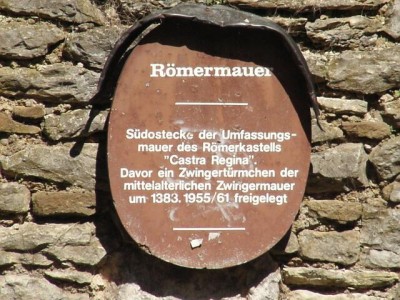 Römermauer
Südostecke der Umfassungs-
mauer des Römerkastells
"Castra Regina".
Davor ein Zwingertürmchen der
mittelalterlichen Zwingermauer
um 1383. 1955/61 freigelegt